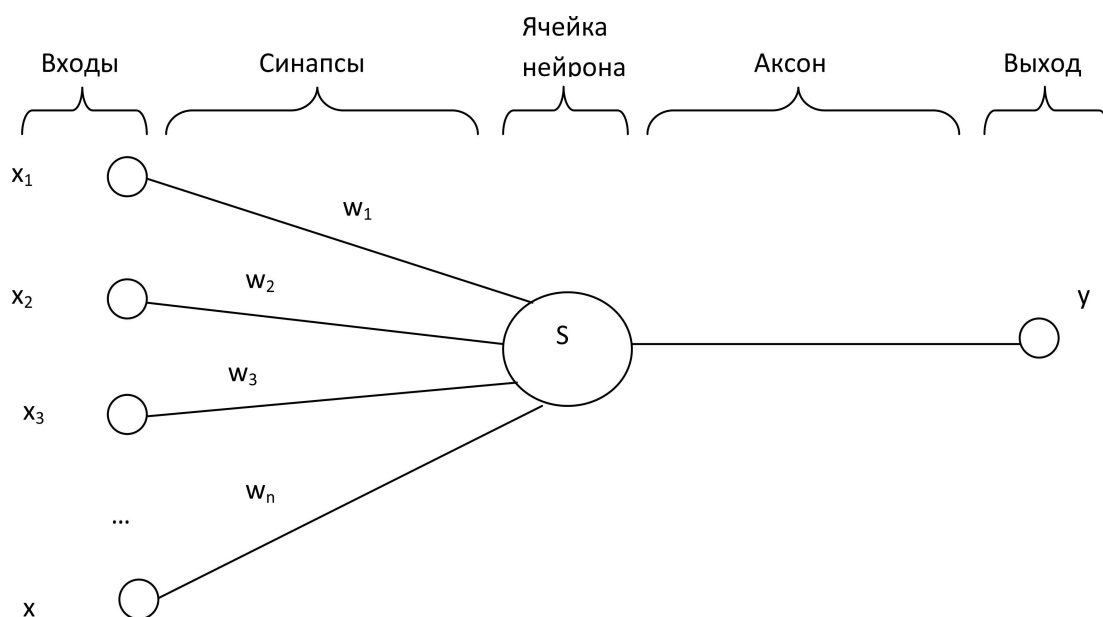 Входы
Синапсы
Ячейка
нейрона
Аксон
Выход
x₁
w₁
w₂
x₂
y
S
w₃
x₃
wₙ
...
x